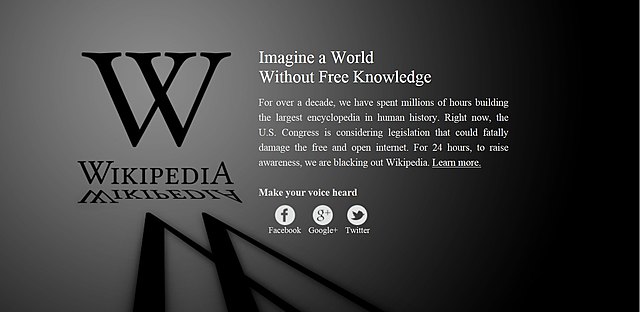 W
WIKIPEDIA
Imagine a World
Without Free Knowledge
For over a decade, we have spent millions of hours building
the largest encyclopedia in human history. Right now, the
U.S. Congress is considering legislation that could fatally
damage the free and open internet. For 24 hours, to raise
awareness, we are blacking out Wikipedia. Learn more.
Make your voice heard
Facebook Google+ Twitter